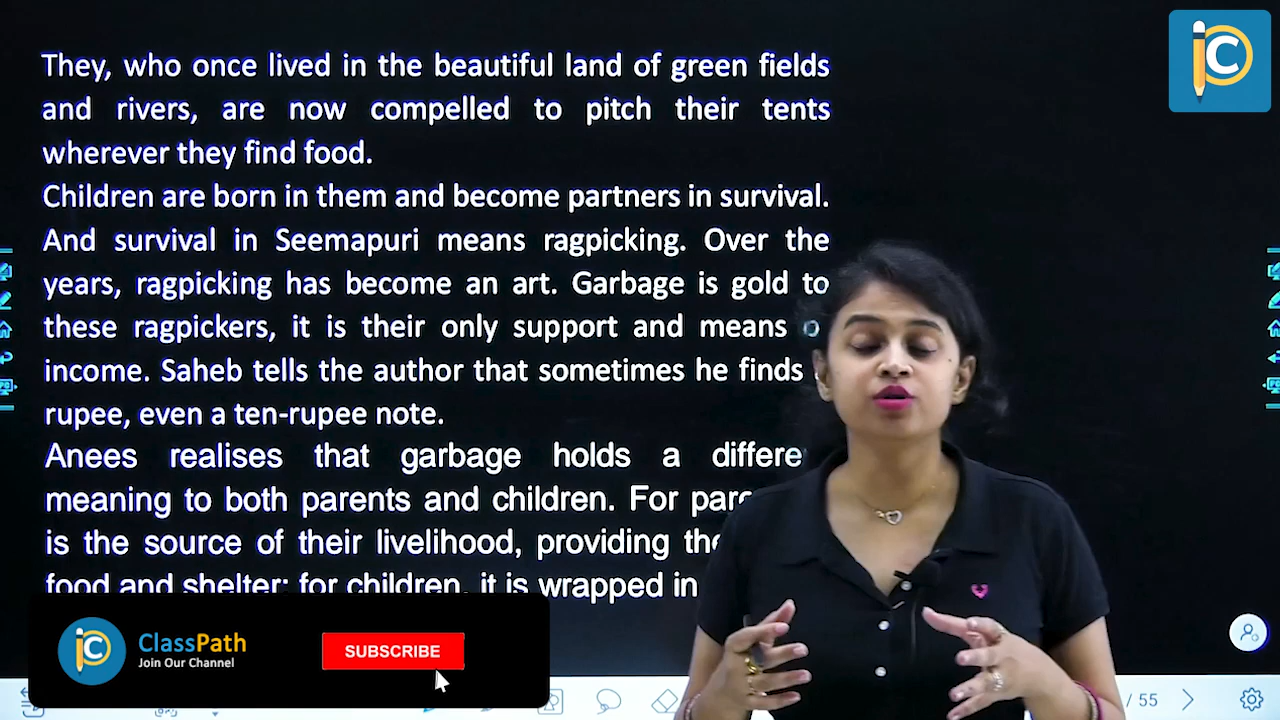 They, who once lived in the beautiful land of green fields
and rivers, are now compelled to pitch their tents
wherever they find food.
Children are born in them and become partners in survival.
And survival in Seemapuri means ragpicking. Over the
years, ragpicking has become an art. Garbage is gold to
these ragpickers, it is their only support and means
income. Saheb tells the author that sometimes he finds
rupee, even a ten-rupee note.
Anees realises that garbage holds a
meaning to both parents and children. For
is the source of their livelihood, providing
food and shelter; for children, it is wrapped in
ClassPath
Join Our Channel
SUBSCRIBE
/ 55